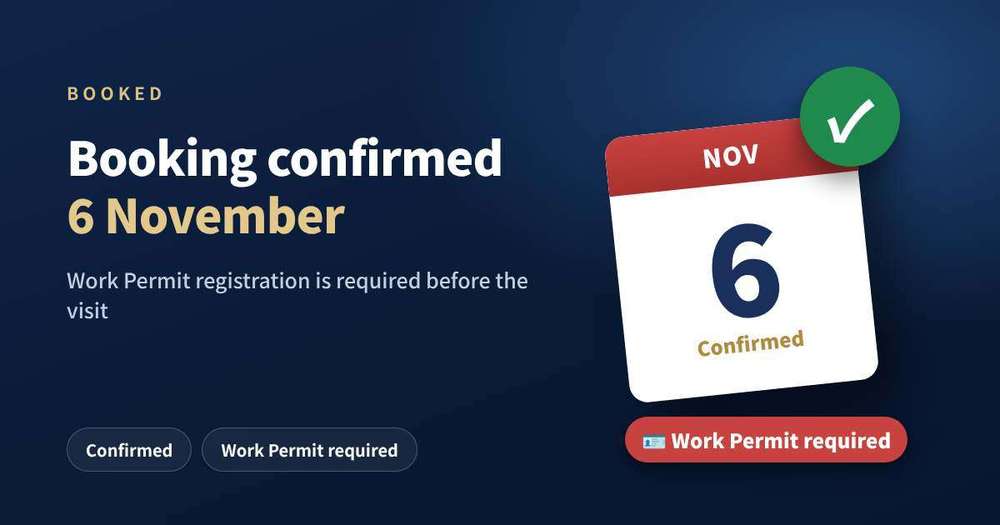 BOOKED
Booking confirmed
6 November
Work Permit registration is required before the
visit
Confirmed
Work Permit required
NOV
6
Confirmed
🪪 Work Permit required